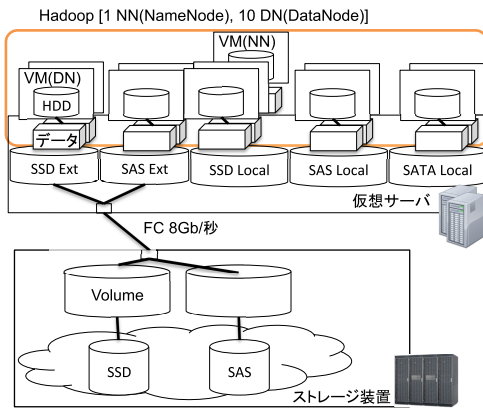 Hadoop [1 NN(NameNode), 10 DN(DataNode)]
VM(NN)
VM(DN)
HDD
データ
SSD Ext
SAS Ext
SSD Local
SAS Local
SATA Local
仮想サーバ
FC 8Gb/秒
Volume
SSD
SAS
ストレージ装置